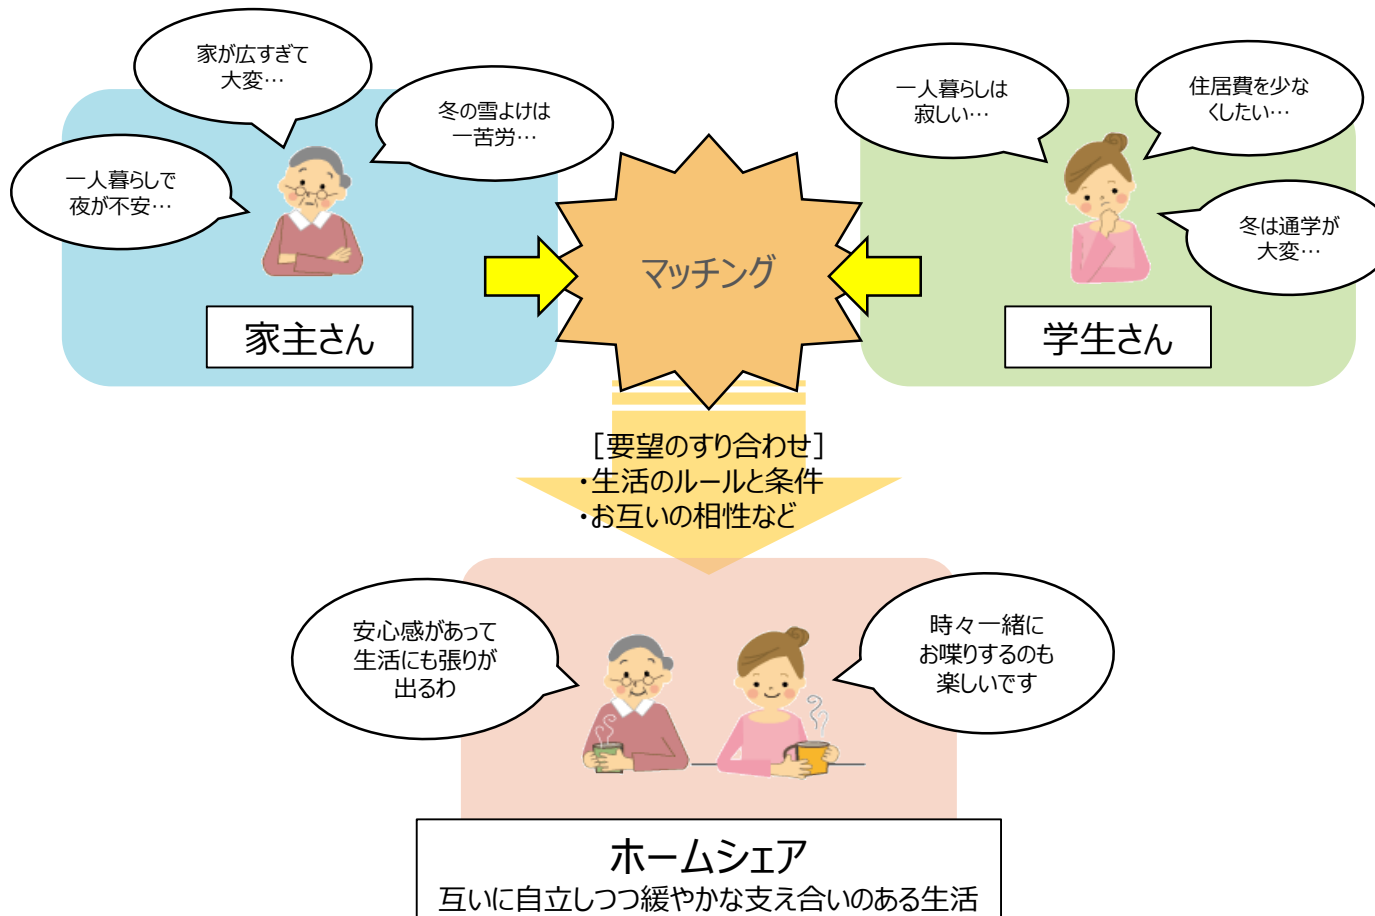 家が広すぎて
大変…
冬の雪よけは
一苦労…
一人暮らしで
夜が不安…
家主さん
マッチング
一人暮らしは
寂しい…
住居費を少な
くしたい…
冬は通学が
大変…
学生さん
［要望のすり合わせ］
・生活のルールと条件
・お互いの相性など
安心感があって
生活にも張りが
出るわ
時々一緒に
お喋りするのも
楽しいです
ホームシェア
互いに自立しつつ緩やかな支え合いのある生活